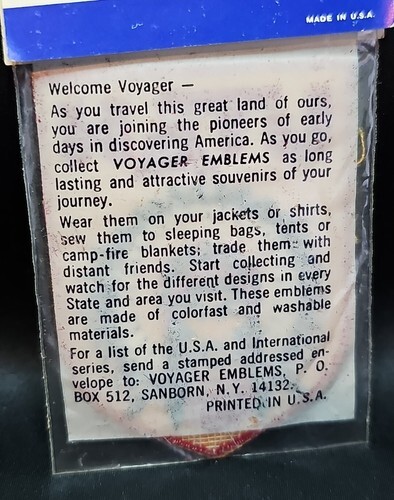 MADE IN U.S.A.
Welcome Voyager —
As you travel this great land of ours,
you are joining the pioneers of early
days in discovering America. As you go,
collect VOYAGER EMBLEMS as long
lasting and attractive souvenirs of your
journey.
Wear them on your jackets or shirts,
sew them to sleeping bags, tents or
camp-fire blankets; trade them with
distant friends. Start collecting and
watch for the different designs in every
State and area you visit. These emblems
are made of colorfast and washable
materials.
For a list of the U.S.A. and International
series, send a stamped addressed en-
velope to: VOYAGER EMBLEMS, P. O.
BOX 512, SANBORN, N.Y. 14132.
PRINTED IN U.S.A.